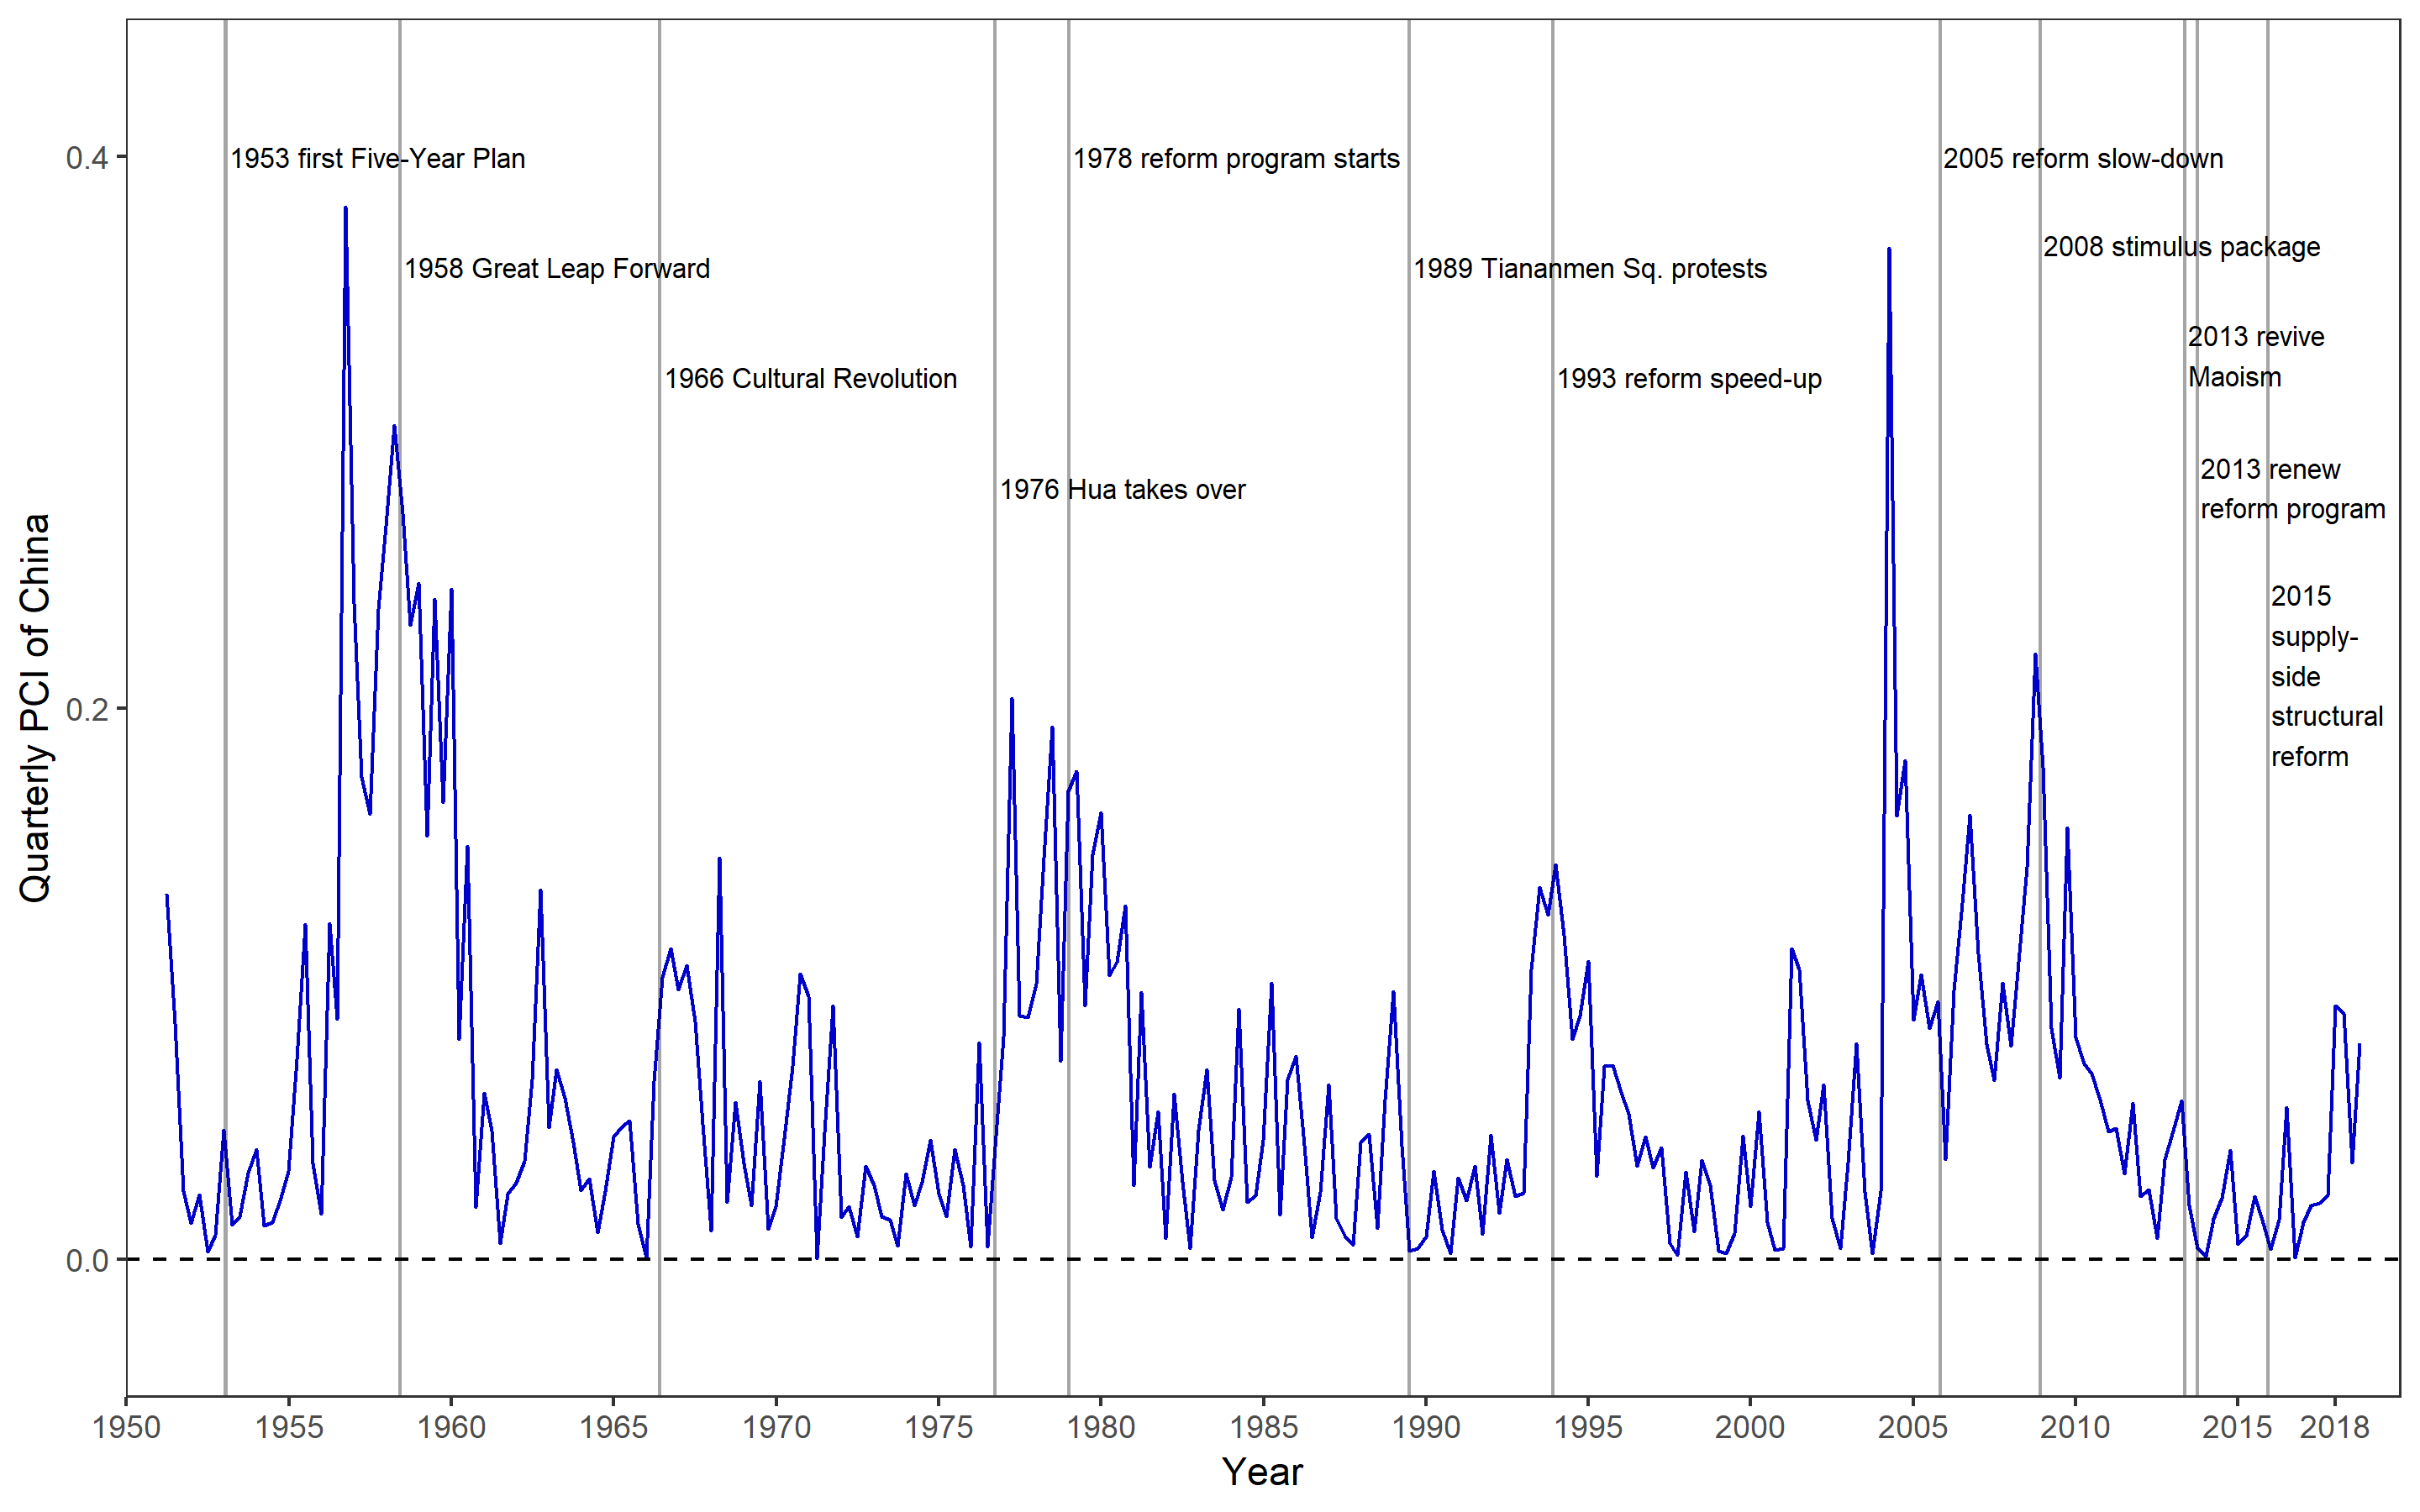 Quarterly PCI of China
0.4
0.2
0.0
1953 first Five-Year Plan
1958 Great Leap Forward
1966 Cultural Revolution
1976 Hua takes over
1978 reform program starts
1989 Tiananmen Sq. protests
1993 reform speed-up
2005 reform slow-down
2008 stimulus package
2013 revive
Maoism
2013 renew
reform program
2015
supply-
side
structural
reform
1950 1955 1960 1965 1970 1975 1980 1985 1990 1995 2000 2005 2010 2015 2018
Year